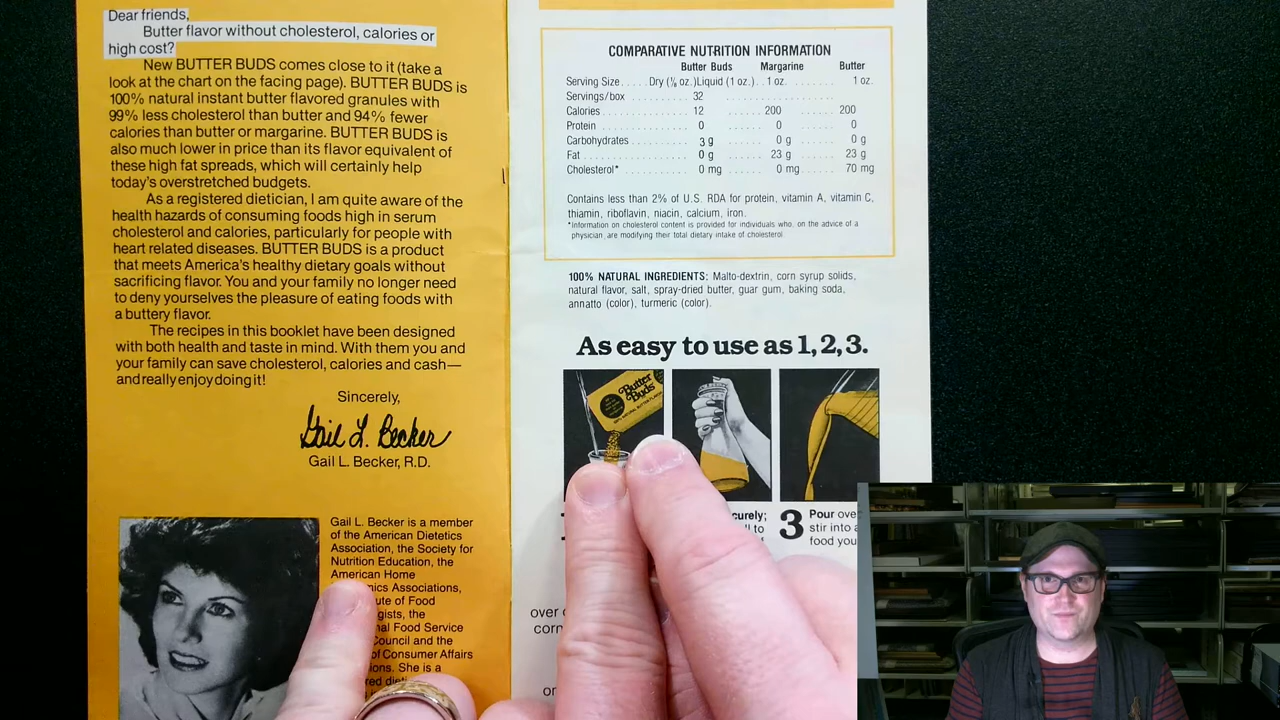 Dear friends,
Butter flavor without cholesterol, calories or
high cost?
New BUTTER BUDS comes close to it (take a
look at the chart on the facing page). BUTTER BUDS is
100% natural instant butter flavored granules with
99% less cholesterol than butter and 94% fewer
calories than butter or margarine. BUTTER BUDS is
also much lower in price than its flavor equivalent of
these high fat spreads, which will certainly help
today's overstretched budgets.
As a registered dietician, I am quite aware of the
health hazards of consuming foods high in serum
cholesterol and calories, particularly for people with
heart related diseases. BUTTER BUDS is a product
that meets America's healthy dietary goals without
sacrificing flavor. You and your family no longer need
to deny yourselves the pleasure of eating foods with
a buttery flavor.
The recipes in this booklet have been designed
with both health and taste in mind. With them you and
your family can save cholesterol, calories and cash—
and really enjoy doing it!
Sincerely,
Gail L. Becker
Gail L. Becker, R.D.
Gail L. Becker is a member
of the American Dietetics
Association, the Society for
Nutrition Education, the
American Home
Associations,
of Food
the
Food Service
Council and the
of Consumer Affairs
She is a
COMPARATIVE NUTRITION INFORMATION
Butter Buds Margarine Butter
Serving Size..... Dry (⅛ oz.) Liquid (1 oz.) . . 1 oz. ........ 1 oz.
Servings/box 32
Calories 12 200 200
Protein 0 0 0
Carbohydrates 3 g 0 g 0 g
Fat 0 g 23 g 23 g
Cholesterol* 0 mg 0 mg 70 mg
Contains less than 2% of U.S. RDA for protein, vitamin A, vitamin C,
thiamin, riboflavin, niacin, calcium, iron.
*Information on cholesterol content is provided for individuals who, on the advice of a
physician, are modifying their total dietary intake of cholesterol.
100% NATURAL INGREDIENTS: Malto-dextrin, corn syrup solids,
natural flavor, salt, spray-dried butter, guar gum, baking soda,
annatto (color), turmeric (color).
As easy to use as 1, 2, 3.
Butter
Buds
3 Pour
stir into
food
over